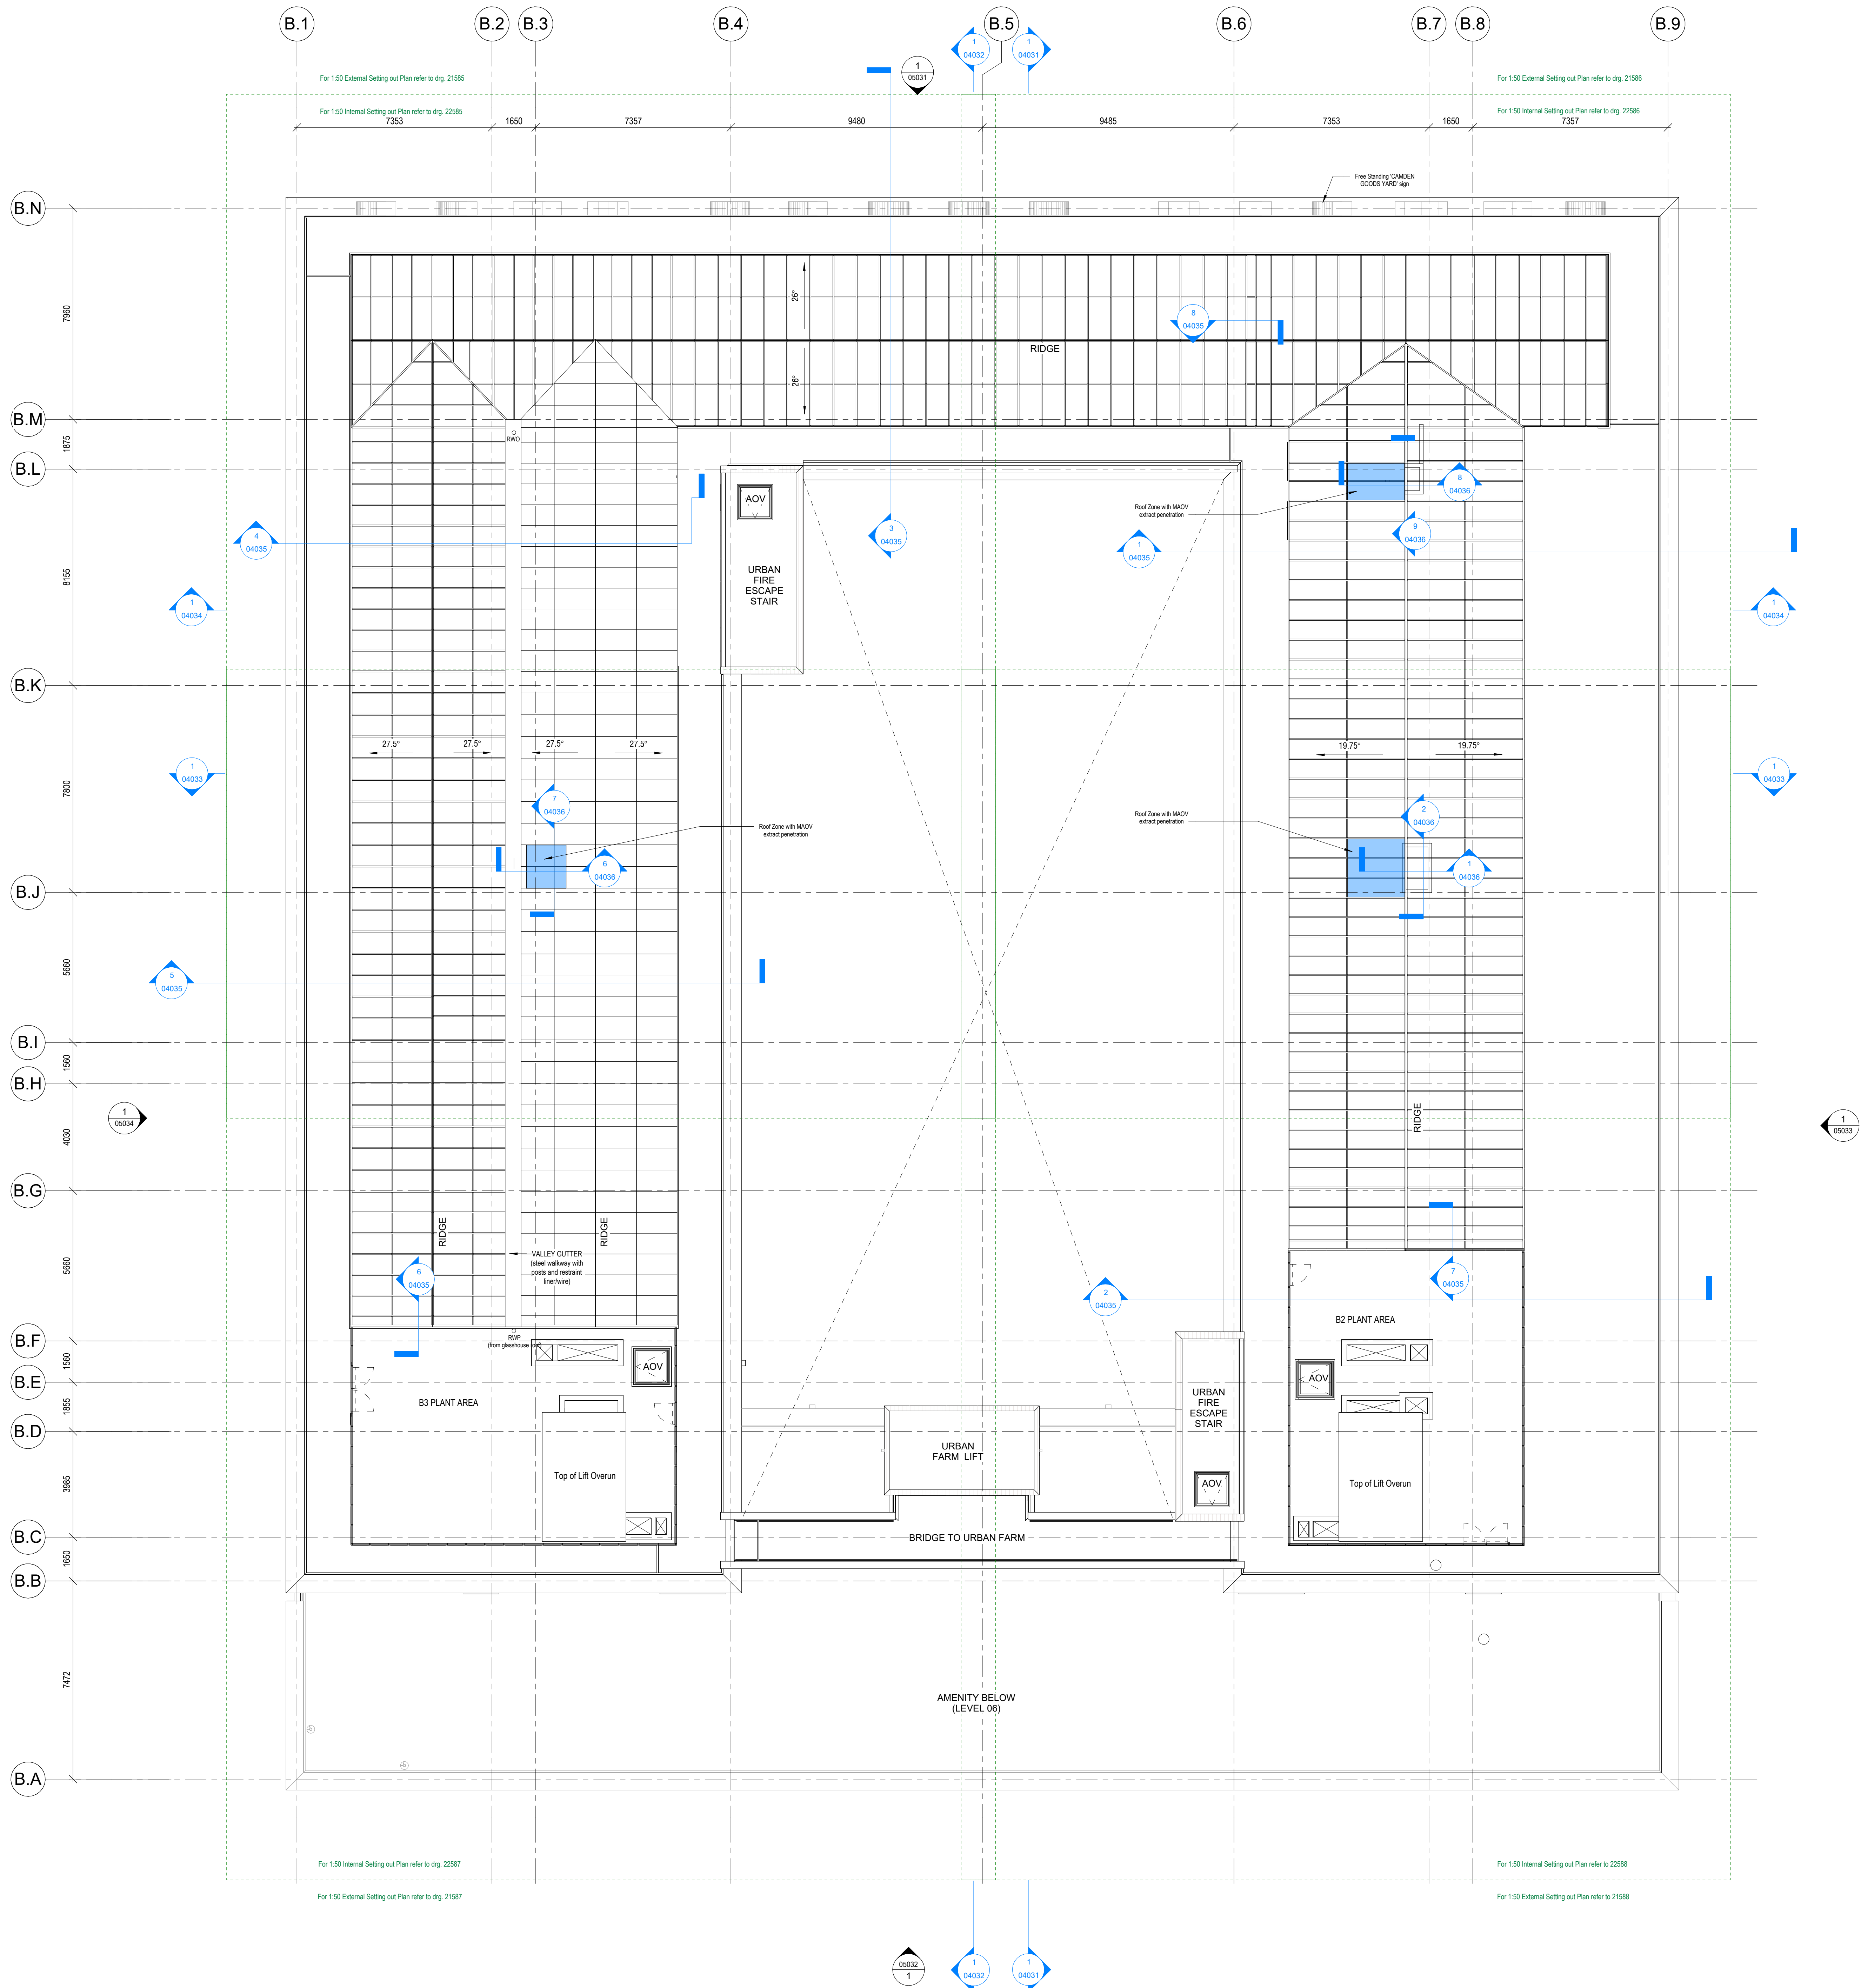 B.1
B.2
B.3
B.4
B.5
B.6
B.7
B.8
B.9
1
04032
1
04031
1
05031
For 1:50 External Setting out Plan refer to drg. 21585
For 1:50 External Setting out Plan refer to drg. 21586
For 1:50 Internal Setting out Plan refer to drg. 22585
For 1:50 Internal Setting out Plan refer to drg. 22586
7353
1650
7357
9480
9485
7353
1650
7357
Free Standing 'CAMDEN
GOODS YARD' sign
B.N
7960
26°
26°
8
04035
RIDGE
B.M
1875
RWO
B.L
AOV
8
04036
Roof Zone with MAOV
extract penetration
4
04035
3
04035
9
04036
1
04035
8155
URBAN
FIRE
ESCAPE
STAIR
1
04034
1
04034
B.K
27.5°
27.5°
27.5°
27.5°
19.75°
19.75°
1
04033
1
04033
7800
7
04036
2
04036
Roof Zone with MAOV
extract penetration
Roof Zone with MAOV
extract penetration
6
04036
1
04036
B.J
5660
5
04035
B.I
1560
B.H
1
05034
4030
RIDGE
1
05033
B.G
RIDGE
RIDGE
5660
VALLEY GUTTER
(steel walkway with
posts and restraint
liner/wire)
6
04035
7
04035
2
04035
B2 PLANT AREA
B.F
RWP
(from glasshouse roof)
1560
AOV
AOV
B.E
1855
B3 PLANT AREA
URBAN
FIRE
ESCAPE
STAIR
B.D
URBAN
FARM LIFT
3985
Top of Lift Overun
AOV
Top of Lift Overun
B.C
BRIDGE TO URBAN FARM
1650
B.B
7472
AMENITY BELOW
(LEVEL 06)
B.A
For 1:50 Internal Setting out Plan refer to drg. 22587
For 1:50 Internal Setting out Plan refer to 22588
For 1:50 External Setting out Plan refer to drg. 21587
For 1:50 External Setting out Plan refer to 21588
05032
1
1
04032
1
04031